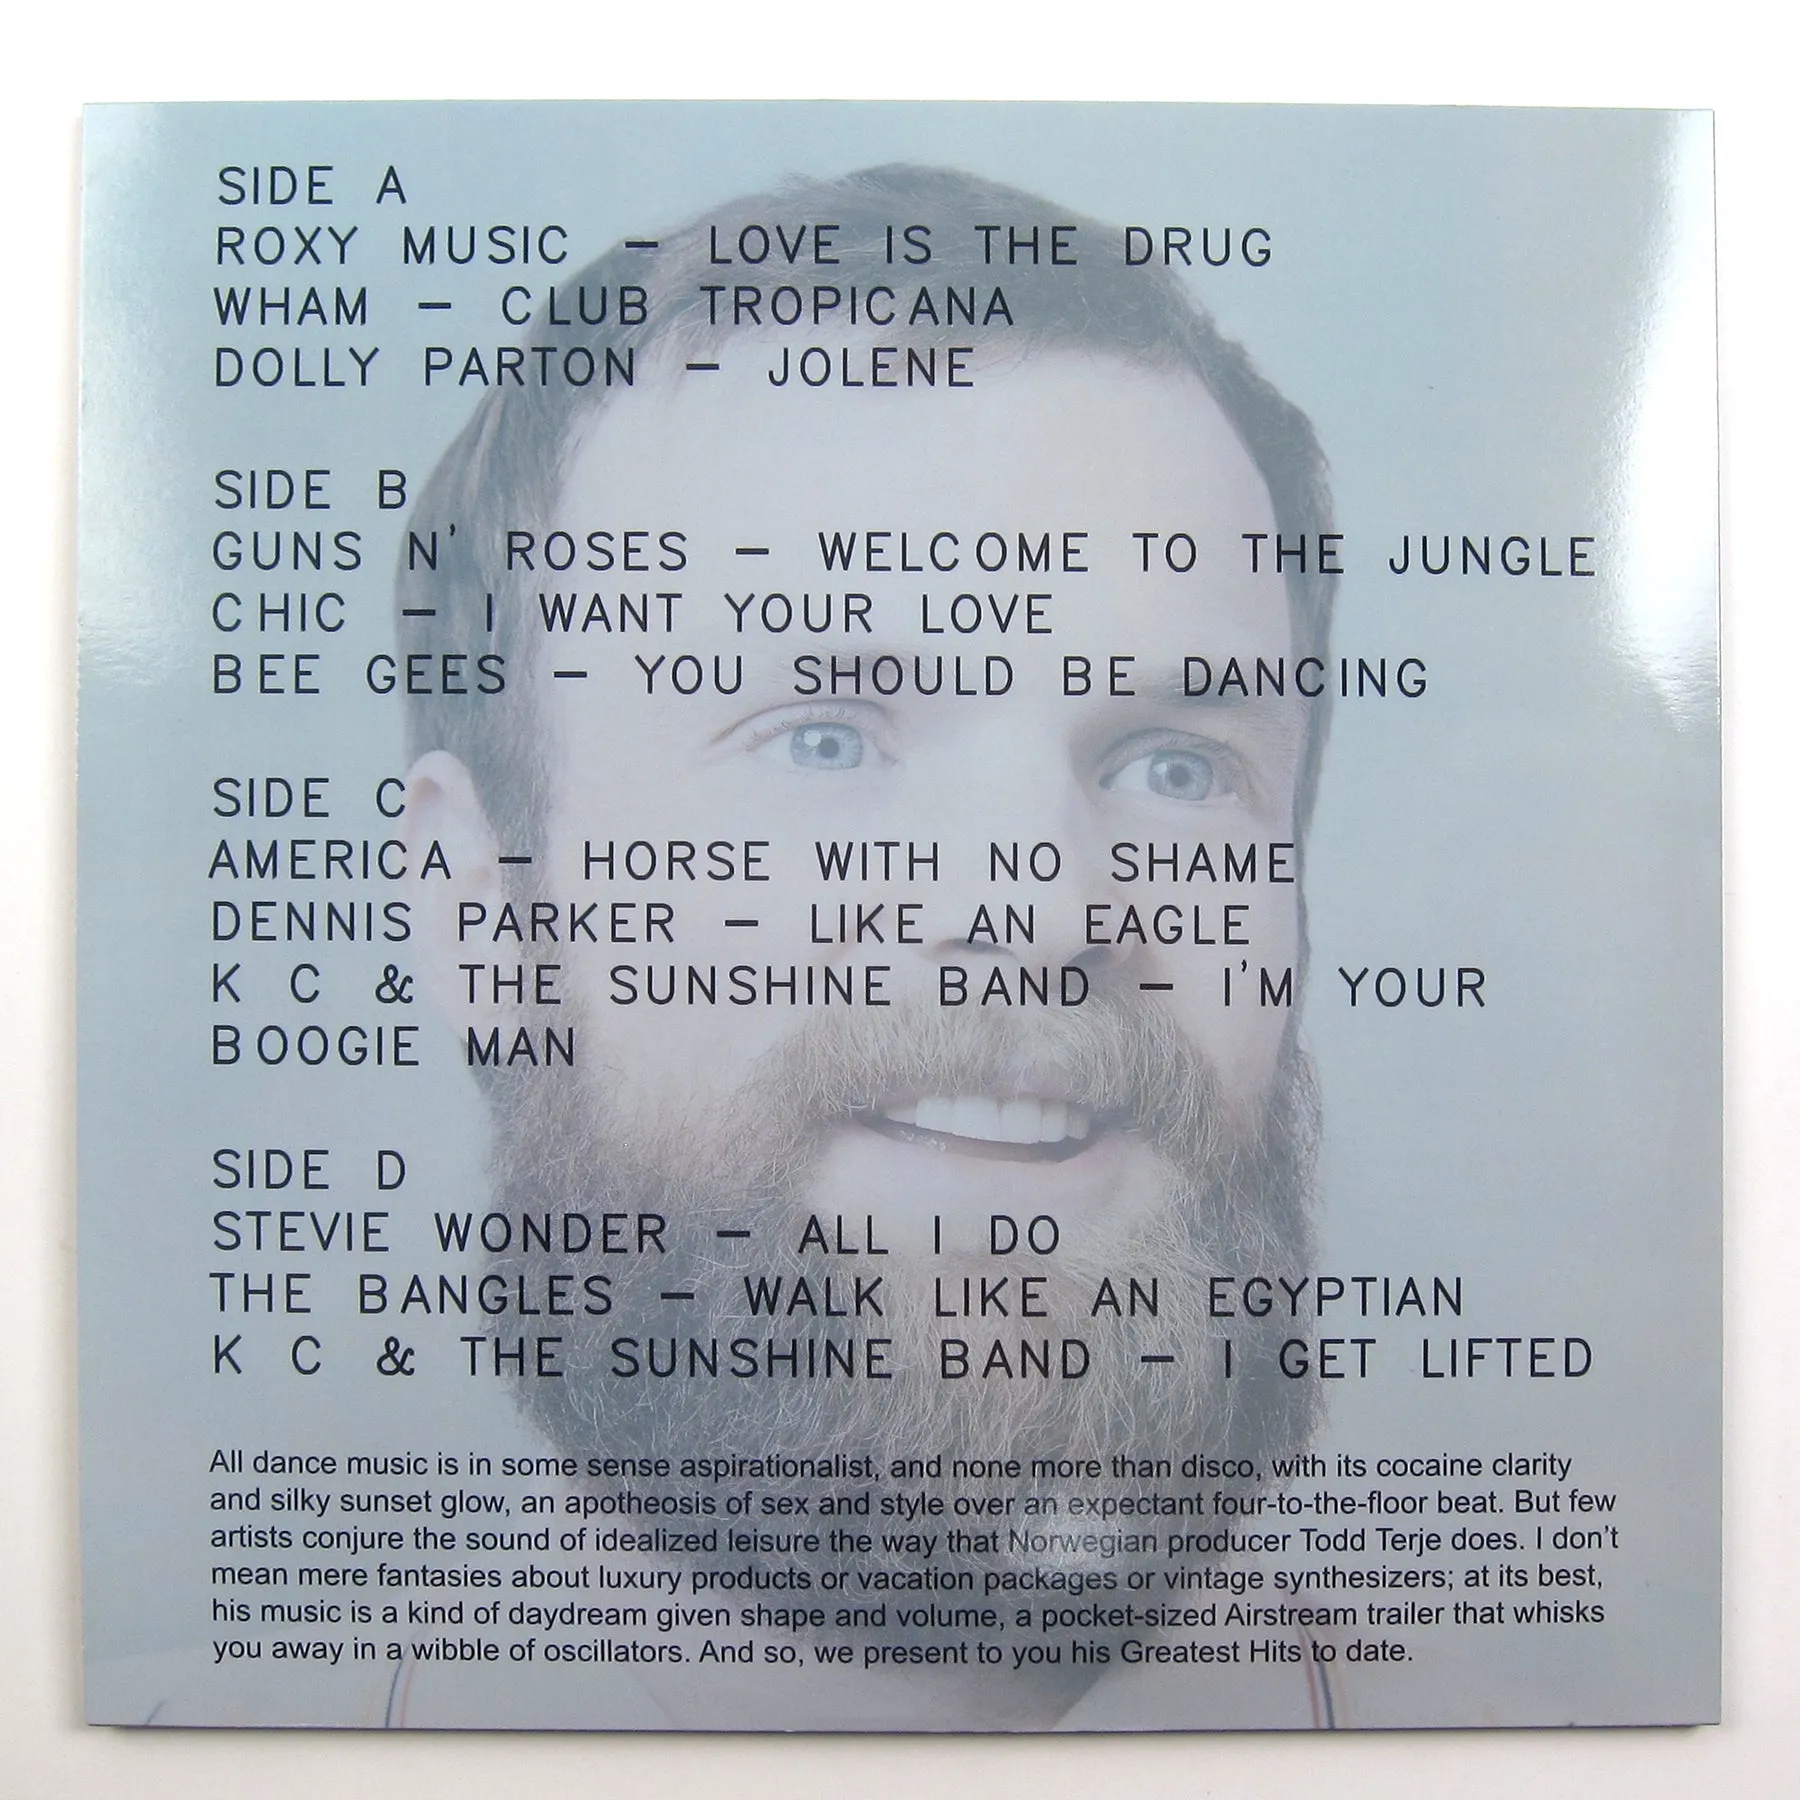 SIDE A
ROXY MUSIC – LOVE IS THE DRUG
WHAM – CLUB TROPICANA
DOLLY PARTON – JOLENE
SIDE B
GUNS N' ROSES – WELCOME TO THE JUNGLE
CHIC – I WANT YOUR LOVE
BEE GEES – YOU SHOULD BE DANCING
SIDE C
AMERICA – HORSE WITH NO SHAME
DENNIS PARKER – LIKE AN EAGLE
K C & THE SUNSHINE BAND – I'M YOUR
BOOGIE MAN
SIDE D
STEVIE WONDER – ALL I DO
THE BANGLES – WALK LIKE AN EGYPTIAN
K C & THE SUNSHINE BAND – I GET LIFTED
All dance music is in some sense aspirationalist, and none more than disco, with its cocaine clarity
and silky sunset glow, an apotheosis of sex and style over an expectant four-to-the-floor beat. But few
artists conjure the sound of idealized leisure the way that Norwegian producer Todd Terje does. I don't
mean mere fantasies about luxury products or vacation packages or vintage synthesizers; at its best,
his music is a kind of daydream given shape and volume, a pocket-sized Airstream trailer that whisks
you away in a wibble of oscillators. And so, we present to you his Greatest Hits to date.